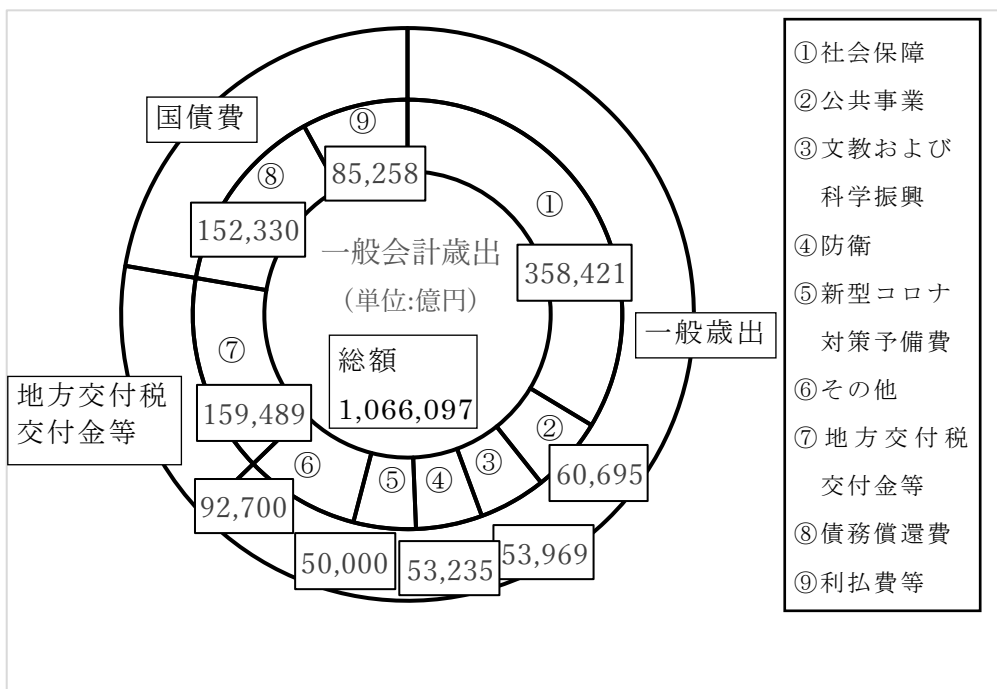 国債費
⑨
85,258
⑧
152,330
①
358,421
一般会計歳出
(単位:億円)
総額
1,066,097
一般歳出
⑦
159,489
地方交付税
交付金等
⑥
92,700
⑤
50,000
④
53,235
③
53,969
②
60,695
①社会保障
②公共事業
③文教および
科学振興
④防衛
⑤新型コロナ
対策予備費
⑥その他
⑦地方交付税
交付金等
⑧債務償還費
⑨利払費等